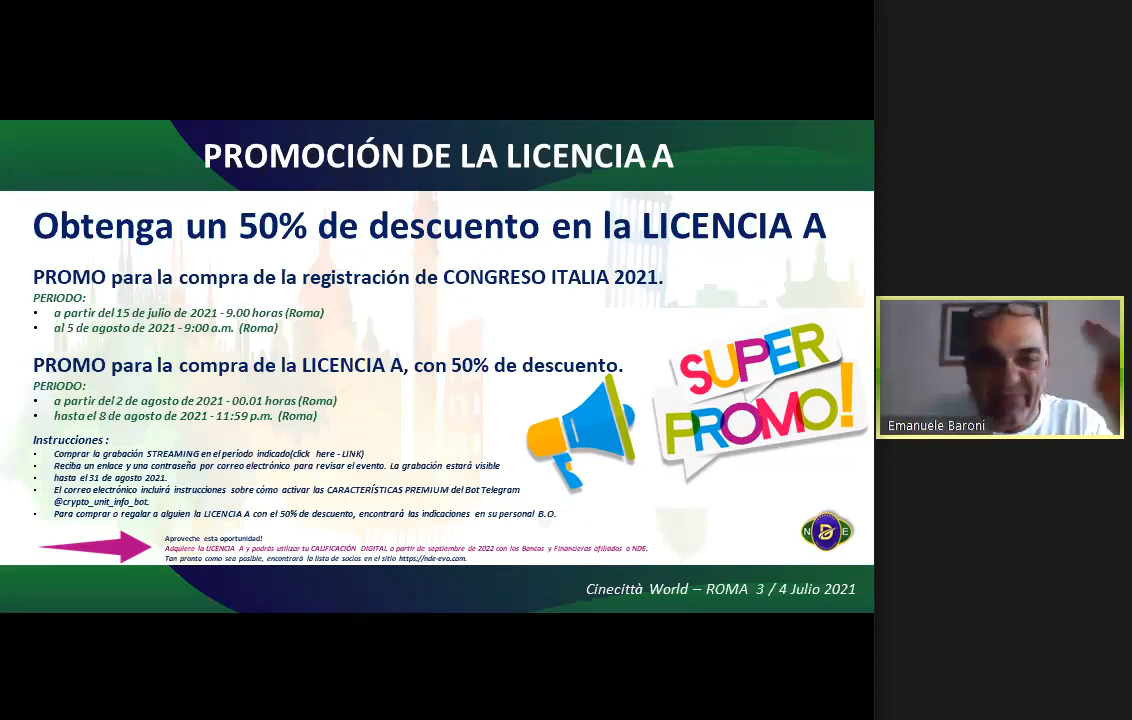 PROMOCIÓN DE LA LICENCIA A
Obtenga un 50% de descuento en la LICENCIA A
PROMO para la compra de la registración de CONGRESO ITALIA 2021.
PERIODO:
• a partir del 15 de julio de 2021 - 9.00 horas (Roma)
• al 5 de agosto de 2021 - 9:00 a.m. (Roma)
PROMO para la compra de la LICENCIA A, con 50% de descuento.
PERIODO:
• a partir del 2 de agosto de 2021 - 00.01 horas (Roma)
• hasta el 8 de agosto de 2021 - 11:59 p.m. (Roma)
SUPER
PROMO!
Emanuele Baroni
Instrucciones :
• Comprar la grabación STREAMING en el período indicado(click here - LINK)
• Reciba un enlace y una contraseña por correo electrónico para revisar el evento. La grabación estará visible
• hasta el 31 de agosto 2021.
• El correo electrónico incluirá instrucciones sobre cómo activar las CARACTERÍSTICAS PREMIUM del Bot Telegram
@crypto_unit_info_bot.
• Para comprar o regalar a alguien la LICENCIA A con el 50% de descuento, encontrará las indicaciones en su personal B.O.
N D E
Aproveche esta oportunidad!
Adquiere la LICENCIA A y podrás utilizar tu CALIFICACIÓN DIGITAL a partir de septiembre de 2022 con los Bancos y Financieras afiliados a NDE.
Tan pronto como sea posible, encontrará la lista de socios en el sitio https://nde-evo.com.
Cinecittà World – ROMA 3 / 4 Julio 2021